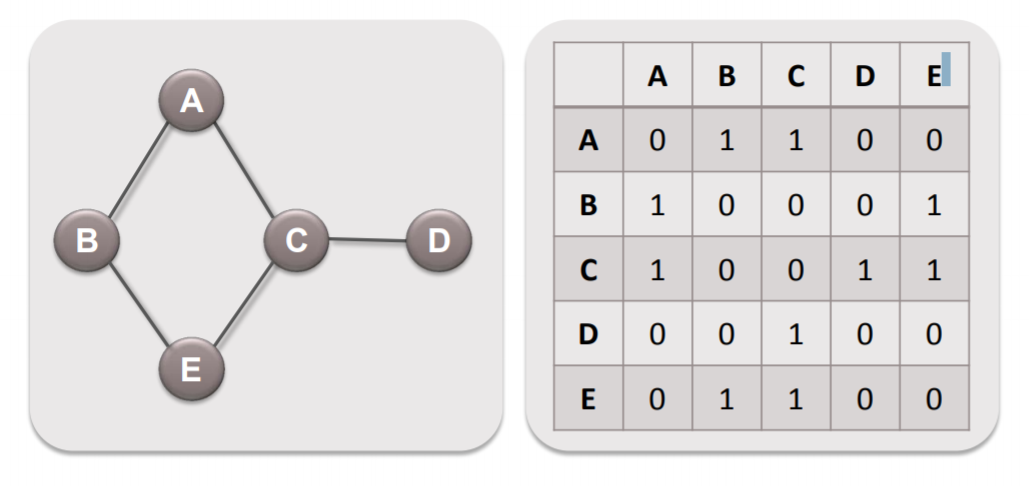 A
B
C
D
E
A B C D E
A 0 1 1 0 0
B 1 0 0 0 1
C 1 0 0 1 1
D 0 0 1 0 0
E 0 1 1 0 0